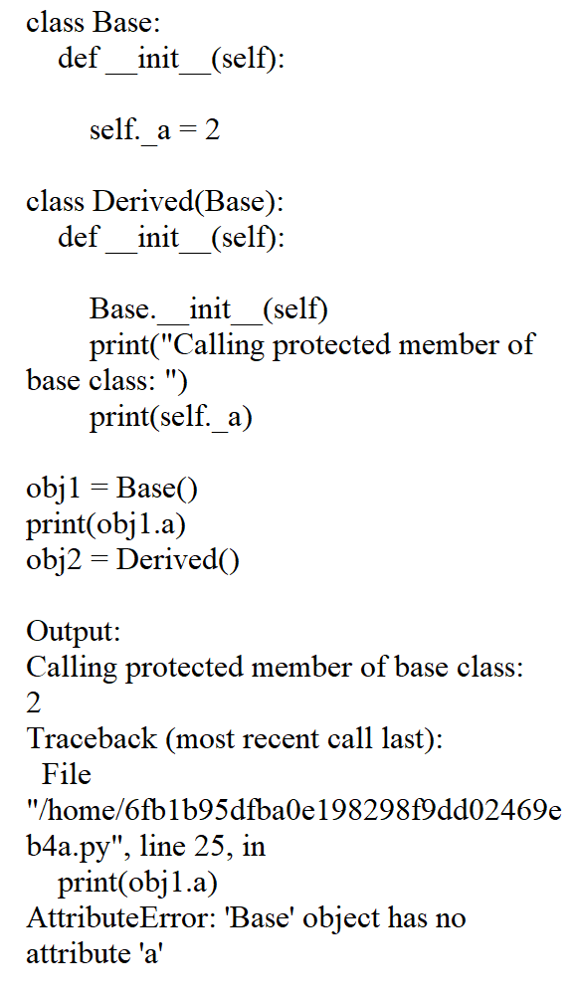 class Base:
    def __init__(self):

        self._a = 2

class Derived(Base):
    def __init__(self):

        Base.__init__(self)
        print("Calling protected member of
base class: ")
        print(self._a)

obj1 = Base()
print(obj1.a)
obj2 = Derived()

Output:
Calling protected member of base class:
2
Traceback (most recent call last):
  File
"/home/6fb1b95dfba0e198298f9dd02469e
b4a.py", line 25, in
    print(obj1.a)
AttributeError: 'Base' object has no
attribute 'a'